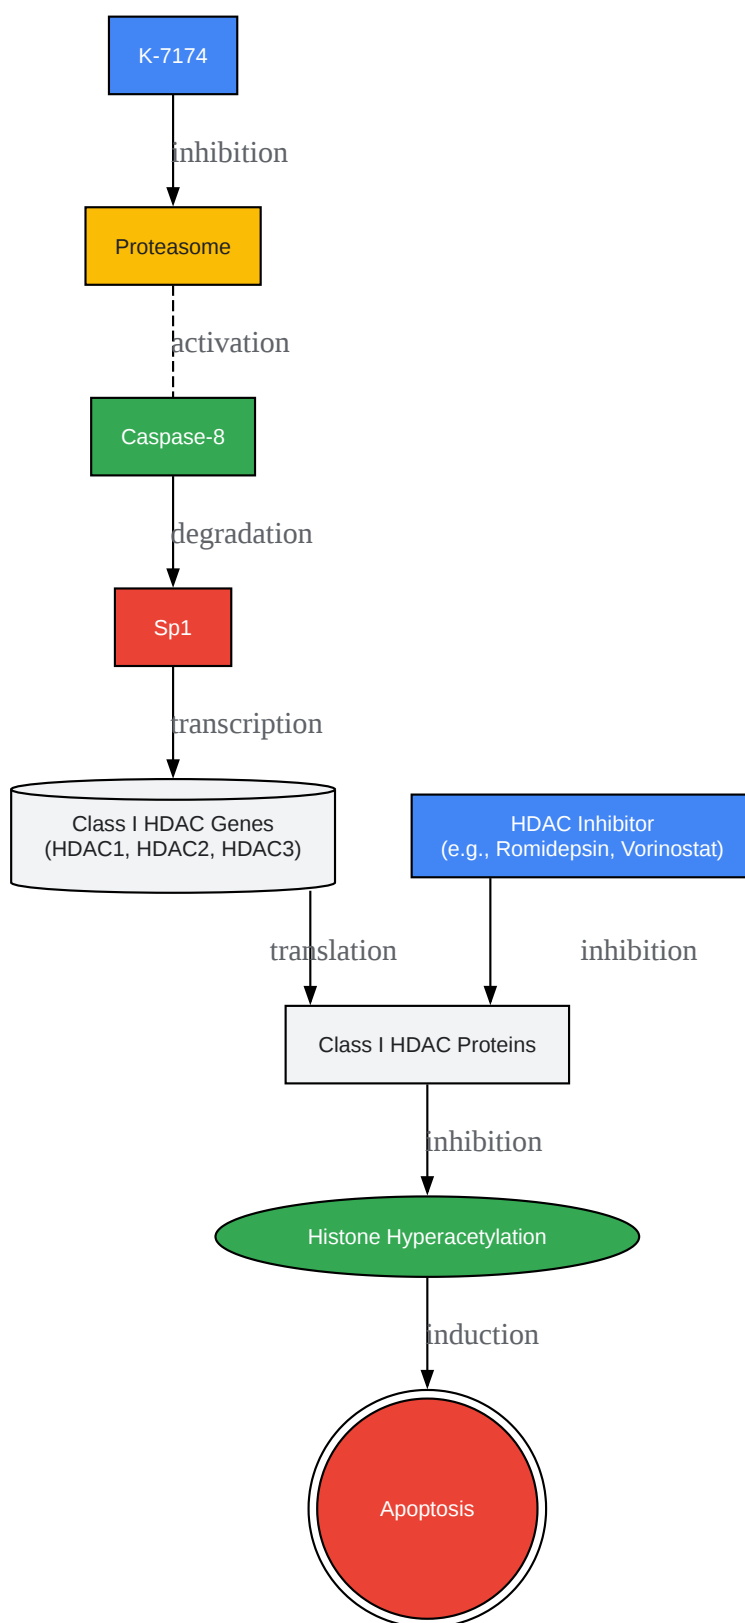 K-7174
inhibition
Proteasome
activation
Caspase-8
degradation
Sp1
transcription
Class I HDAC Genes
(HDAC1, HDAC2, HDAC3)
HDAC Inhibitor
(e.g., Romidepsin, Vorinostat)
translation
inhibition
Class I HDAC Proteins
inhibition
Histone Hyperacetylation
induction
Apoptosis